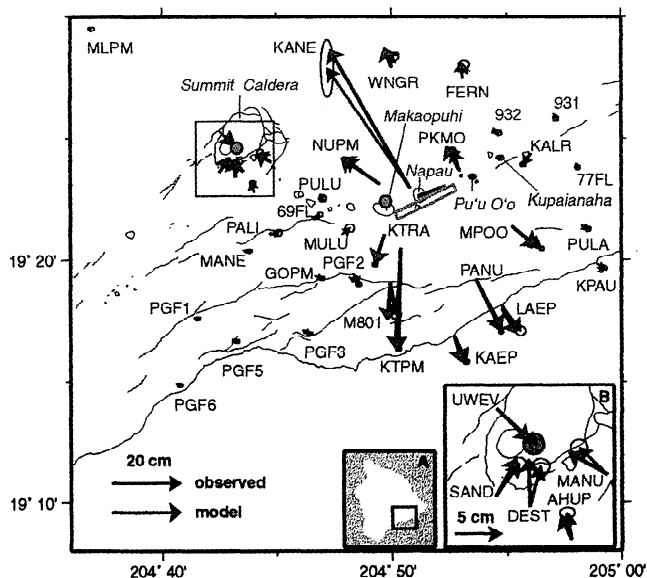 MLPM
KANE
WNGR
FERN
Summit Caldera
Makaopuhi
932
931
NUPM
PKMO
KALR
Napau
PULU
77FL
69FL
Pu'u O'o
Kupaianaha
PALI
KTRA
MPOO
MULU
PULA
MANE
19° 20'
GOPM
PGF2
PANU
KPAU
PGF1
M801
LAEP
PGF3
KTPM
KAEP
PGF5
PGF6
B
UWEV
20 cm
A
observed
SAND
MANU
AHUP
19° 10'
model
5 cm
DEST
204° 40'
204° 50'
205° 00'